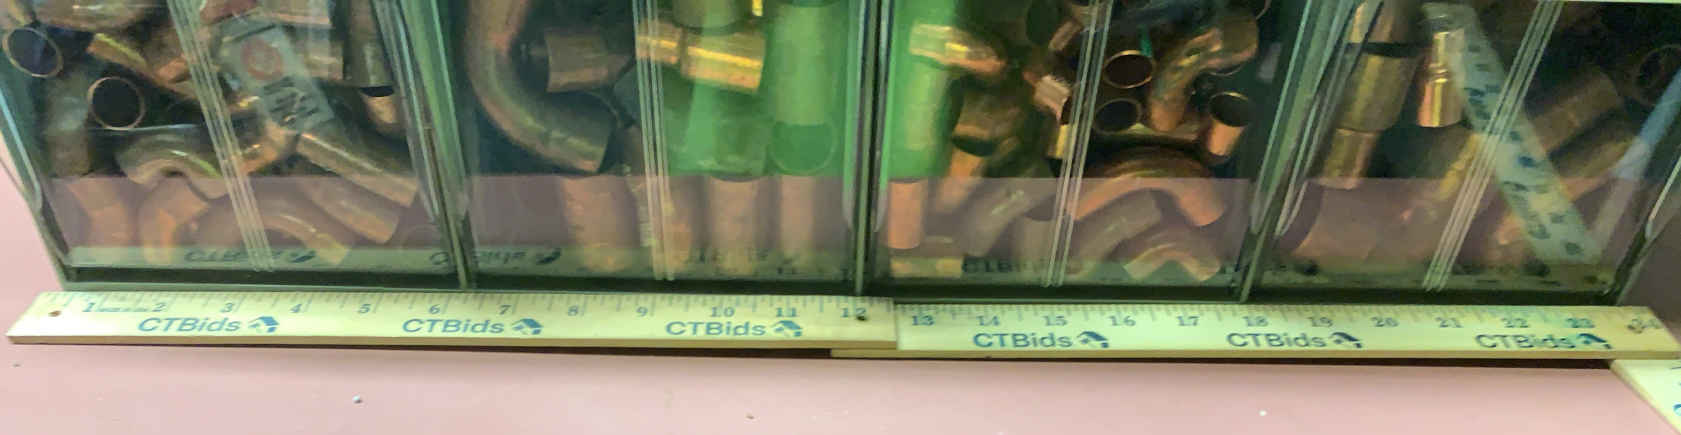 1 2 3 4 5 6 7 8 9 10 11 12 13 14 15 16 17 18 19 20 21 22 23 24
CTBids CTBids CTBids CTBids CTBids CTBids